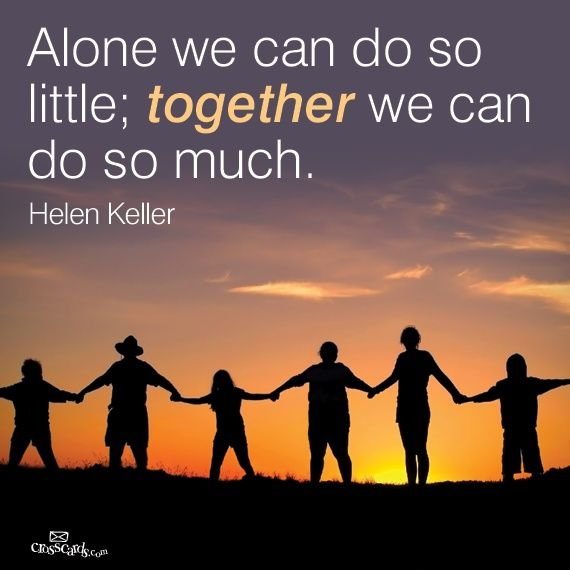 Alone we can do so
little; together we can
do so much.
Helen Keller
crosscards.com